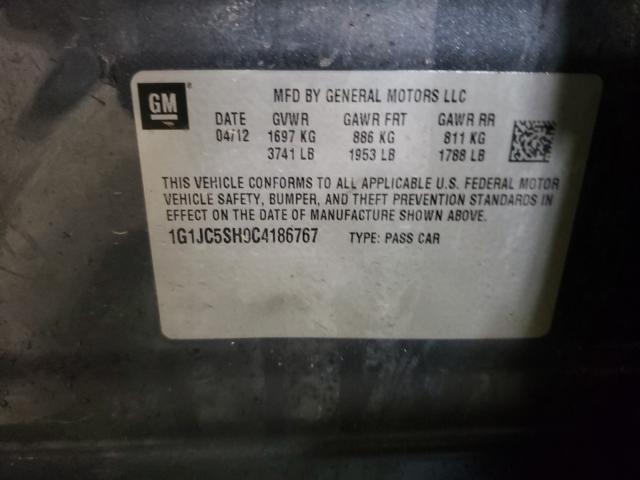 GM
MFD BY GENERAL MOTORS LLC
DATE GVWR GAWR FRT GAWR RR
04/12 1697 KG 886 KG 811 KG
3741 LB 1953 LB 1788 LB
THIS VEHICLE CONFORMS TO ALL APPLICABLE U.S. FEDERAL MOTOR
VEHICLE SAFETY, BUMPER, AND THEFT PREVENTION STANDARDS IN
EFFECT ON THE DATE OF MANUFACTURE SHOWN ABOVE.
1G1JC5SH9C4186767 TYPE: PASS CAR